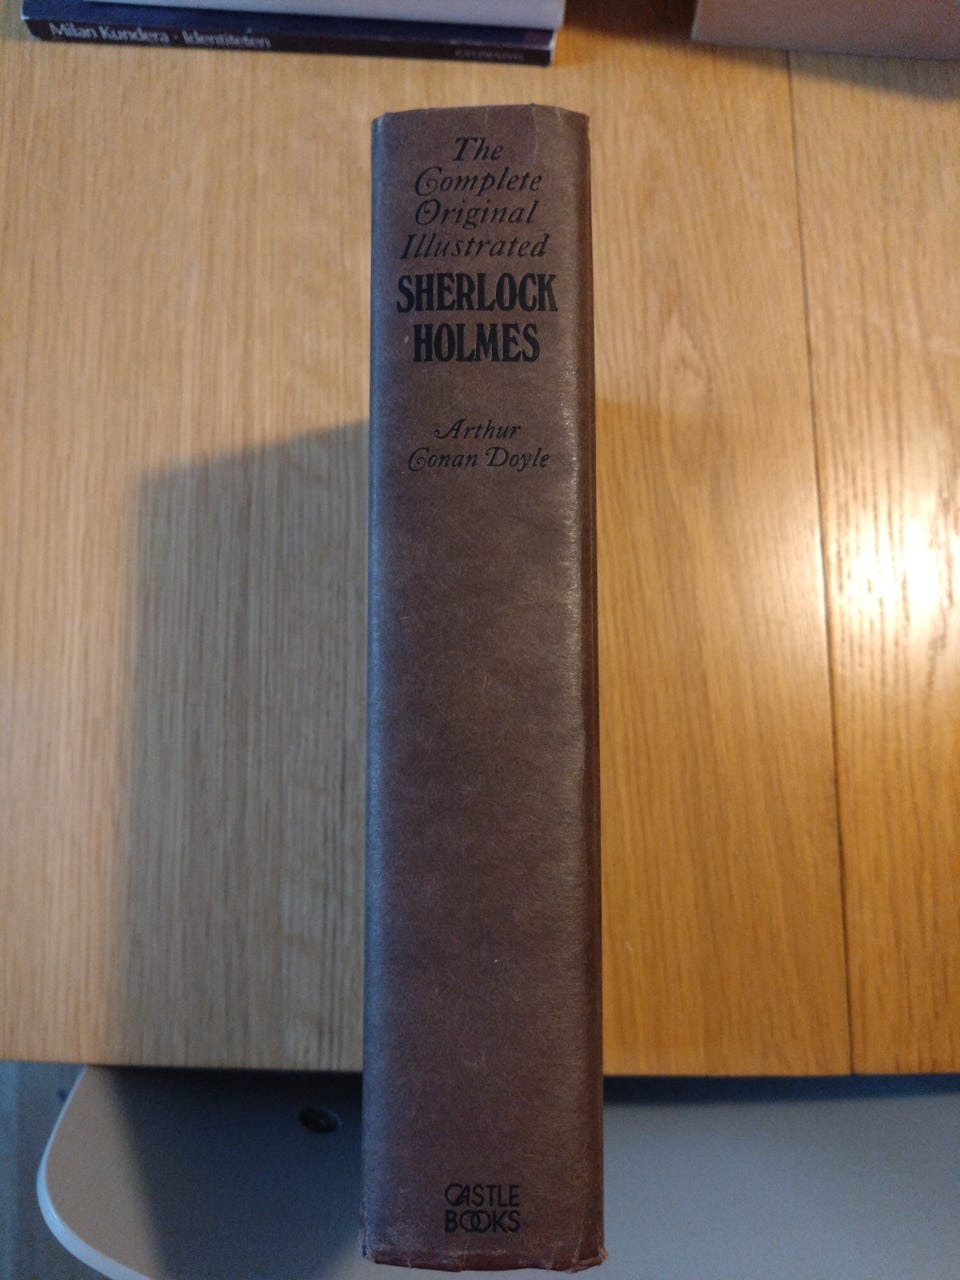 Milan Kundera - Identiteten
The
Complete
Original
Illustrated
SHERLOCK
HOLMES
Arthur
Conan Doyle
CASTLE
BOOKS